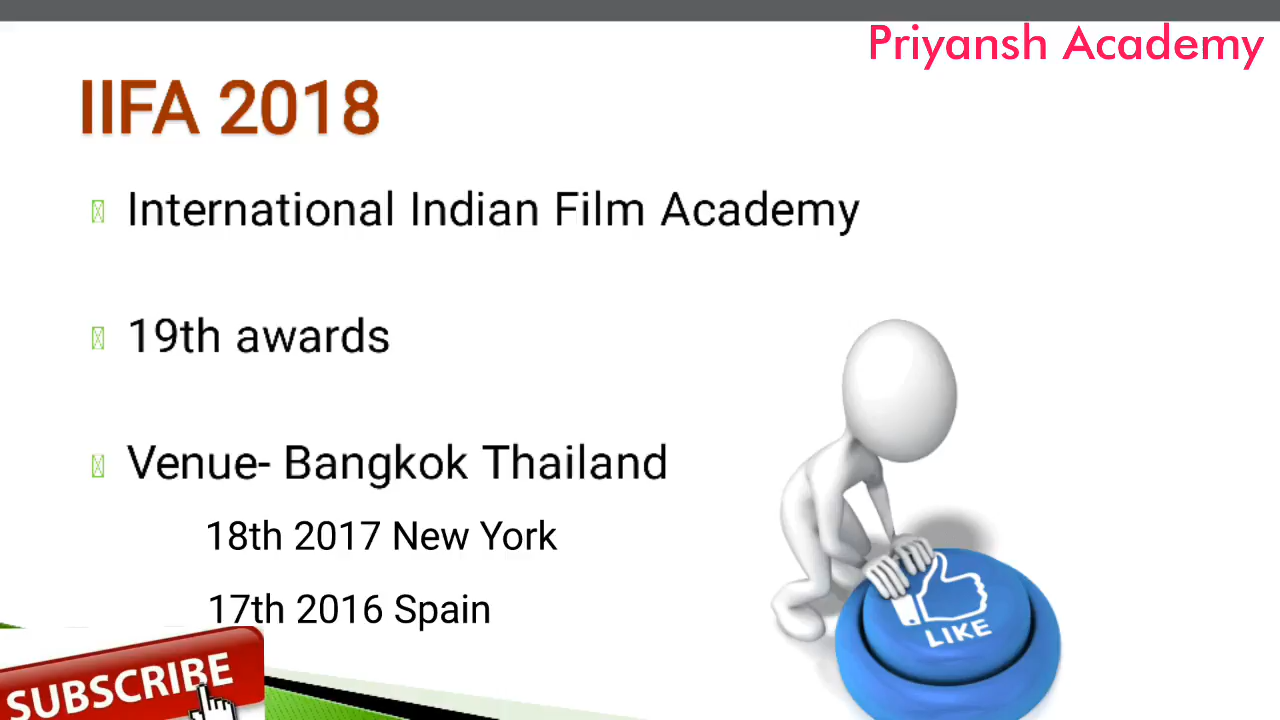 Priyansh Academy
IIFA 2018
International Indian Film Academy
19th awards
Venue- Bangkok Thailand
18th 2017 New York
17th 2016 Spain
LIKE
SUBSCRIBE